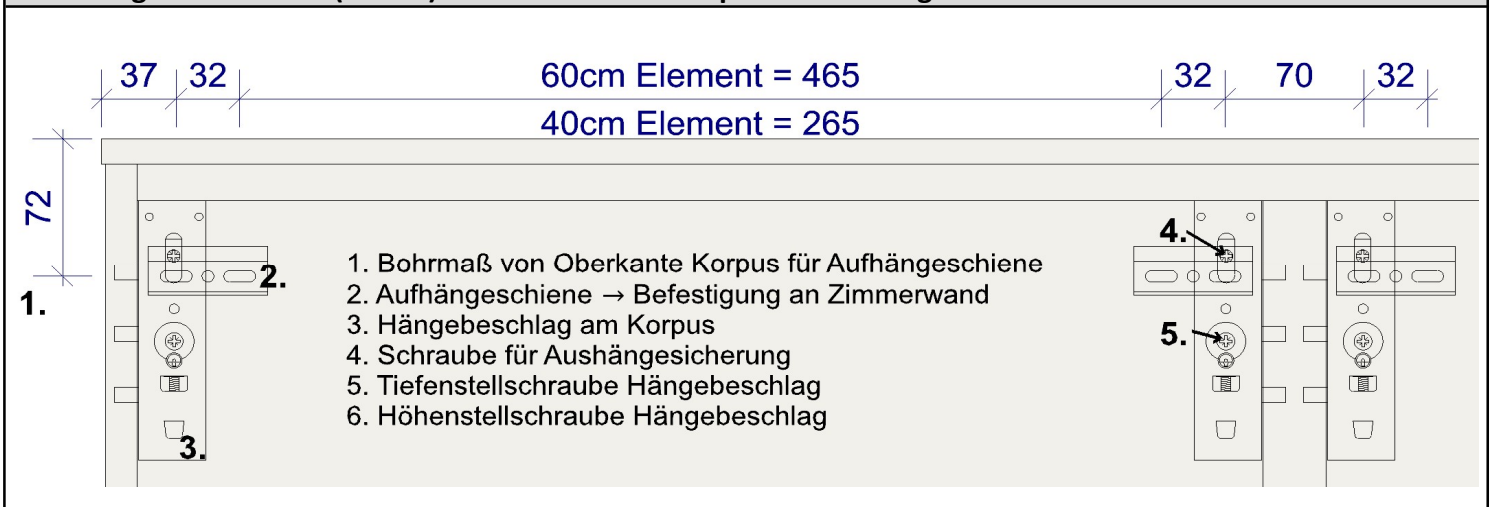 37 32 60cm Element = 465 32 70 32
40cm Element = 265
72
1. Bohrmaß von Oberkante Korpus für Aufhängeschiene
2. Aufhängeschiene → Befestigung an Zimmerwand
3. Hängebeschlag am Korpus
4. Schraube für Aushängesicherung
5. Tiefenstellschraube Hängebeschlag
6. Höhenstellschraube Hängebeschlag
1.
2.
3.
4.
5.